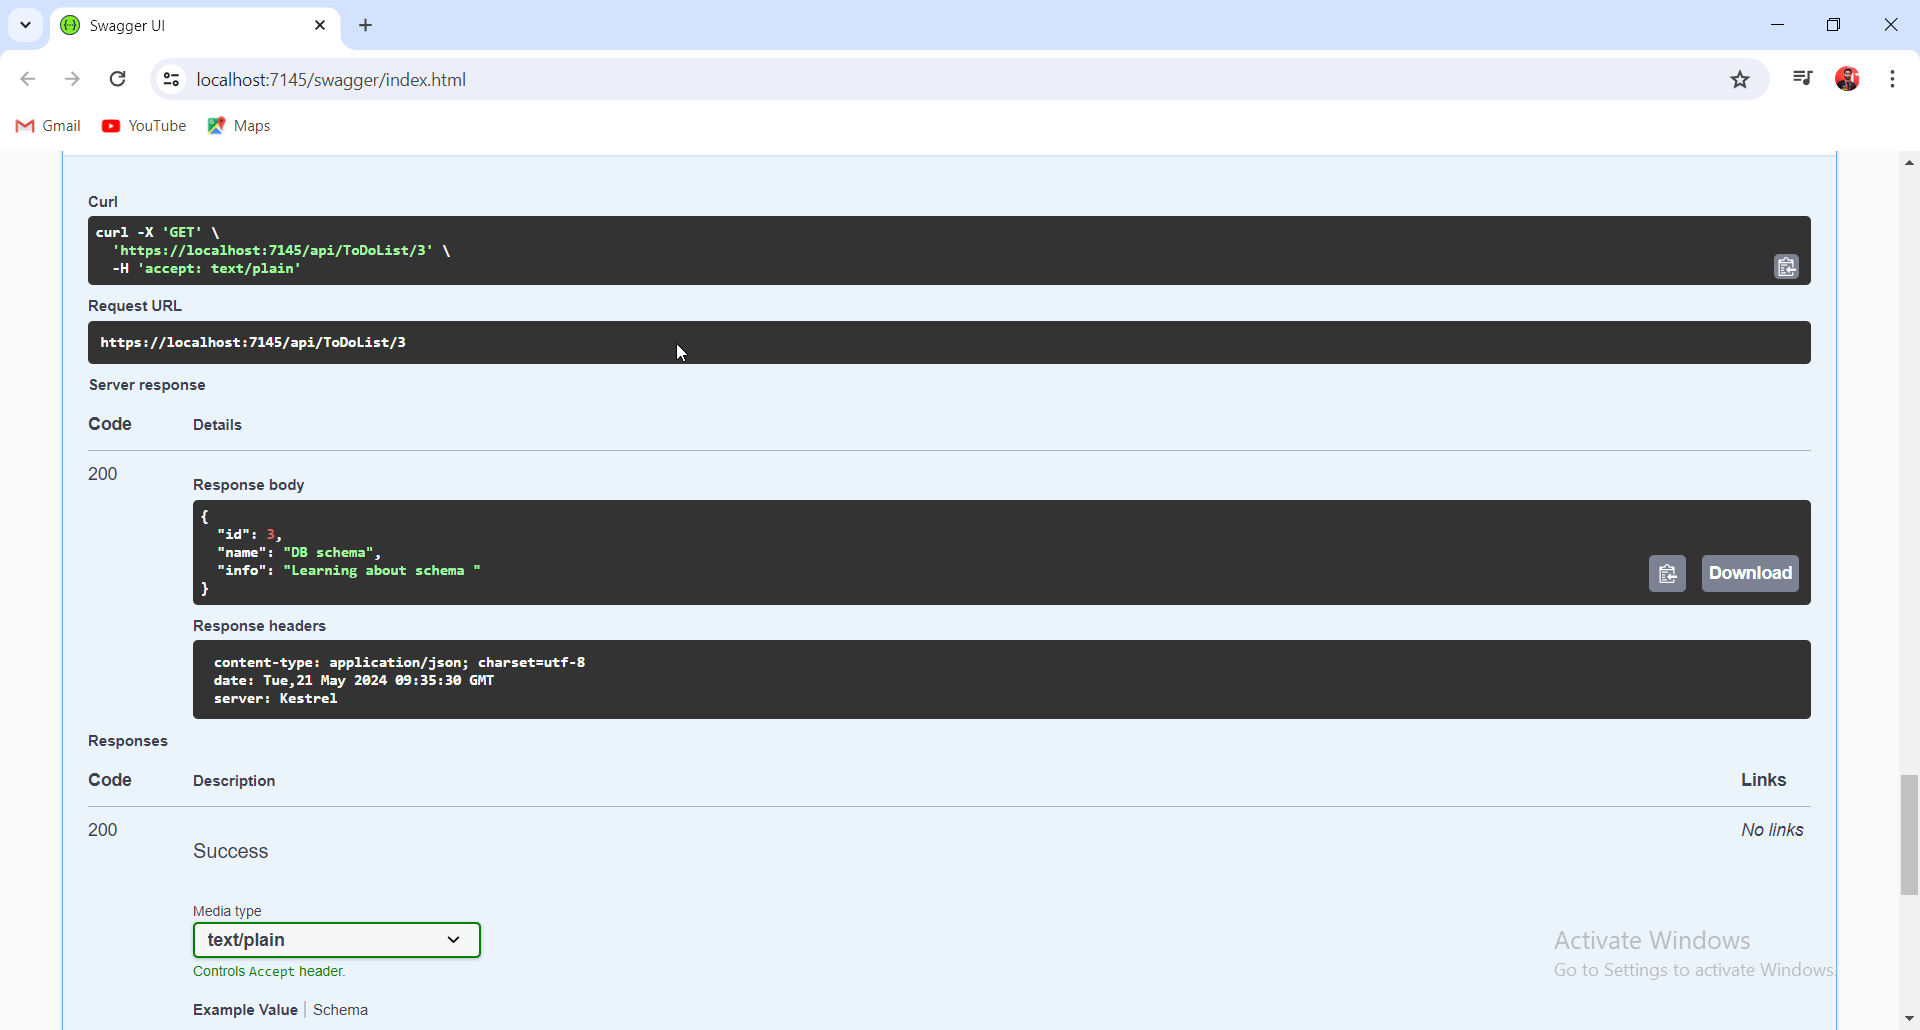 Swagger UI
localhost:7145/swagger/index.html
Gmail YouTube Maps
Curl
curl -X 'GET' \
'https://localhost:7145/api/ToDoList/3' \
-H 'accept: text/plain'
Request URL
https://localhost:7145/api/ToDoList/3
Server response
Code Details
200
Response body
{
"id": 3,
"name": "DB schema",
"info": "Learning about schema "
}
Download
Response headers
content-type: application/json; charset=utf-8
date: Tue,21 May 2024 09:35:30 GMT
server: Kestrel
Responses
Code Description Links
200 No links
Success
Media type
text/plain
Controls Accept header.
Example Value Schema
Activate Windows
Go to Settings to activate Windows.